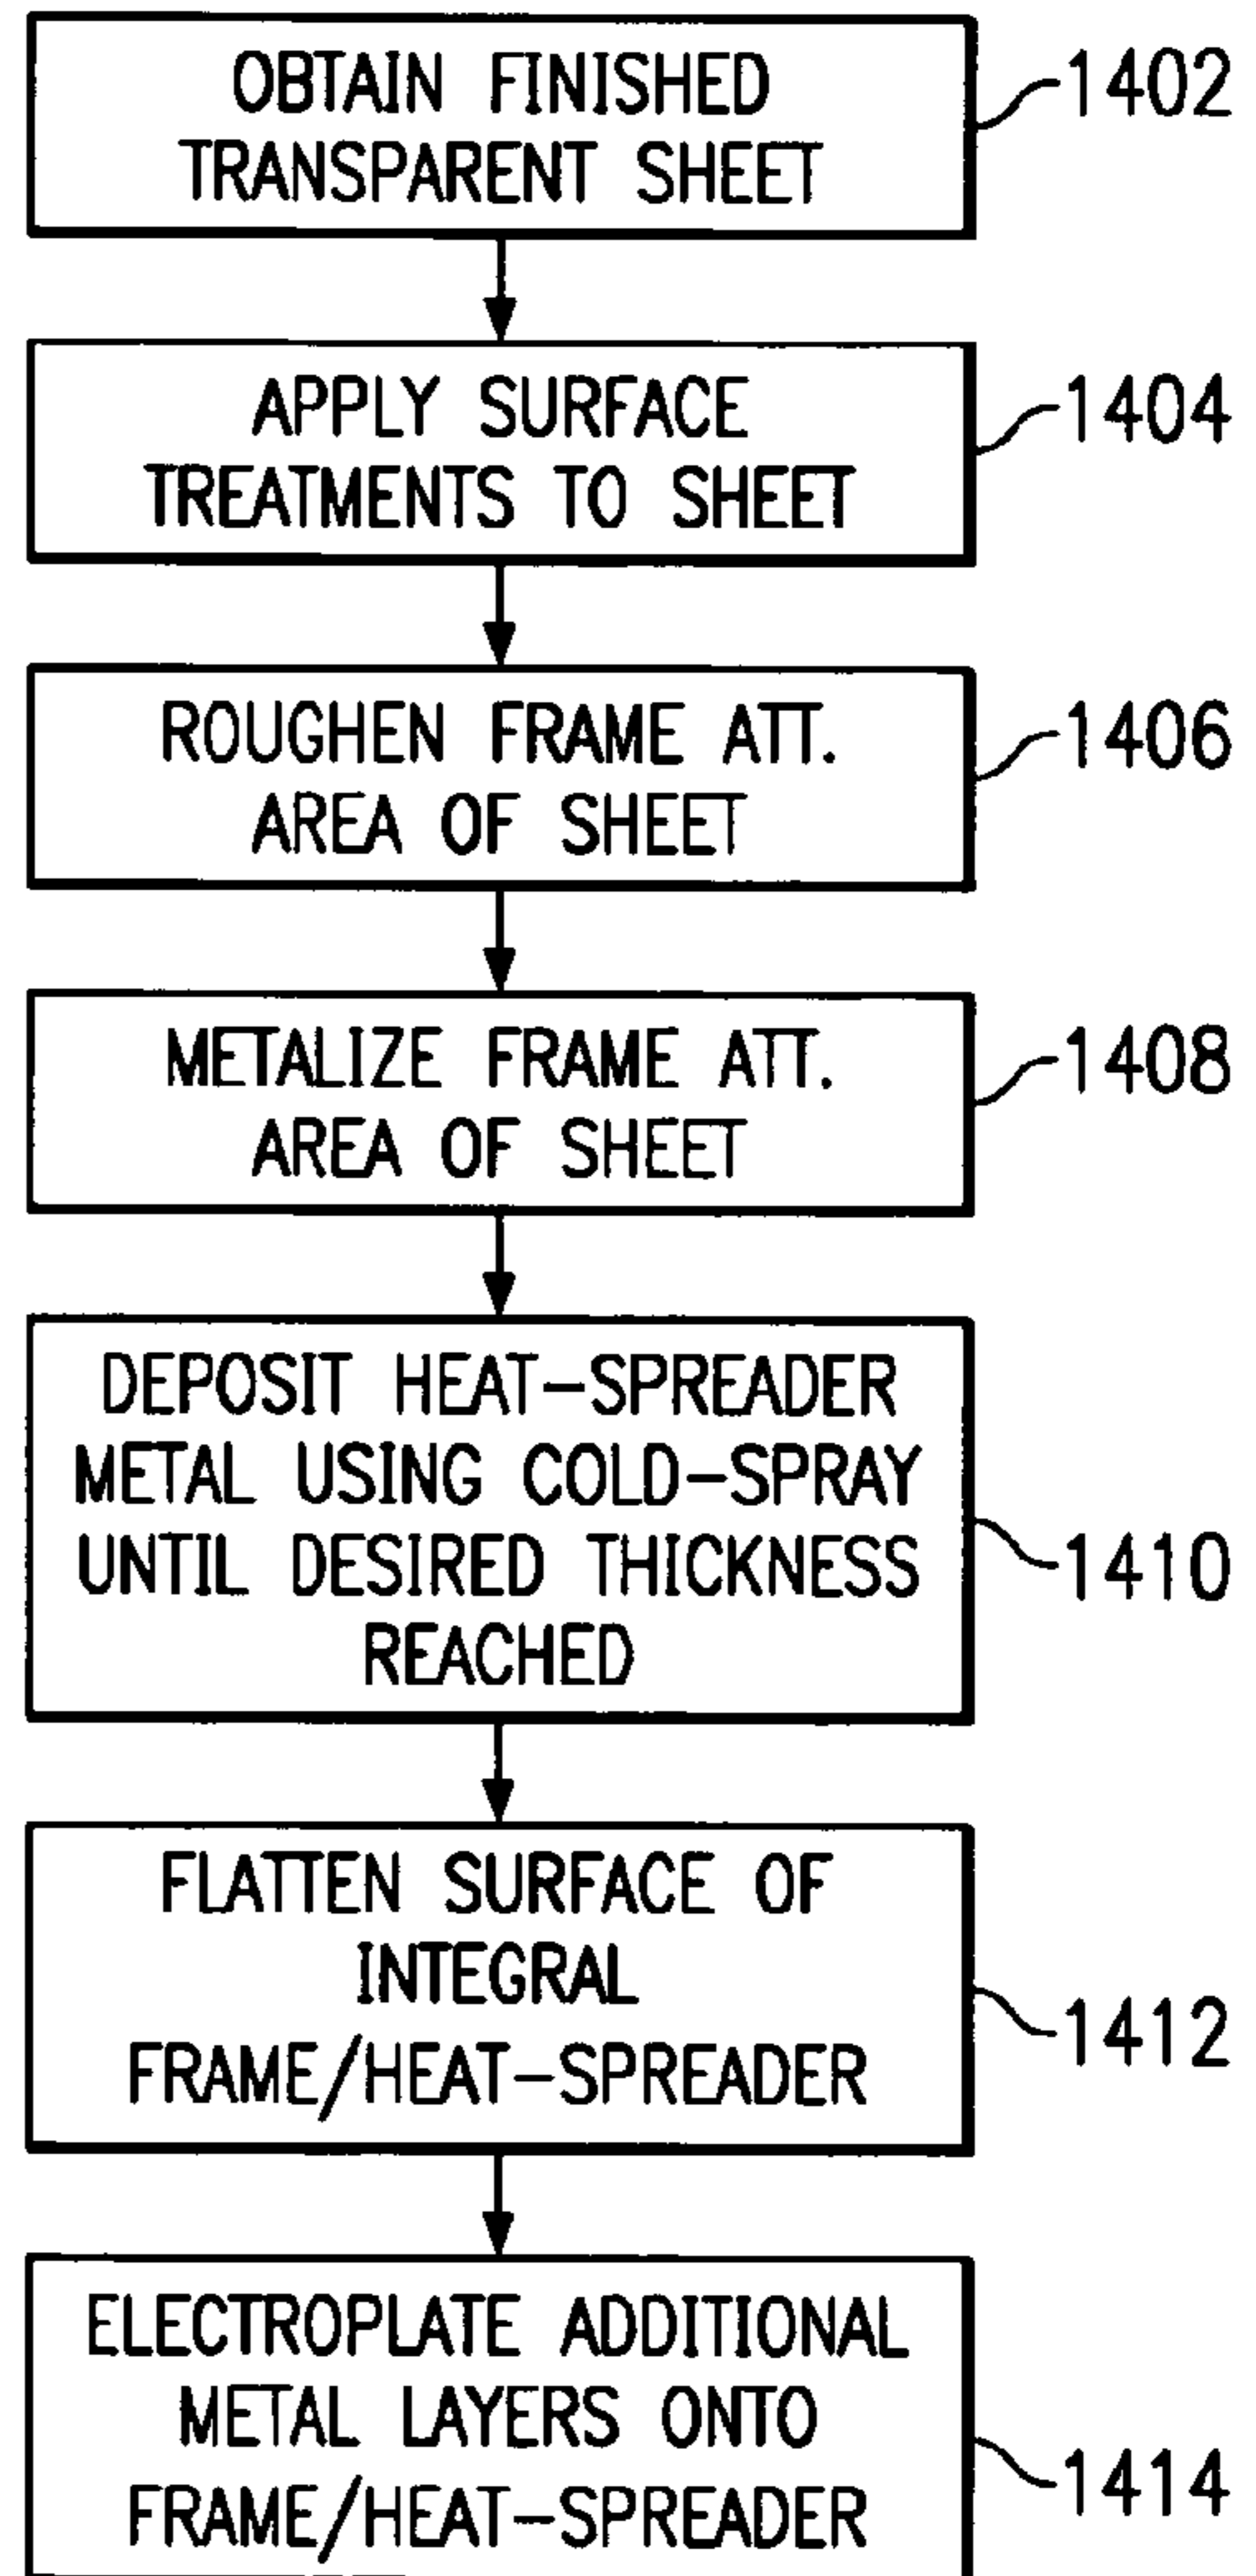 OBTAIN FINISHED
TRANSPARENT SHEET
1402
APPLY SURFACE
TREATMENTS TO SHEET
1404
ROUGHEN FRAME ATT.
AREA OF SHEET
1406
METALIZE FRAME ATT.
AREA OF SHEET
1408
DEPOSIT HEAT-SPREADER
METAL USING COLD-SPRAY
UNTIL DESIRED THICKNESS
REACHED
1410
FLATTEN SURFACE OF
INTEGRAL
FRAME/HEAT-SPREADER
1412
ELECTROPLATE ADDITIONAL
METAL LAYERS ONTO
FRAME/HEAT-SPREADER
1414